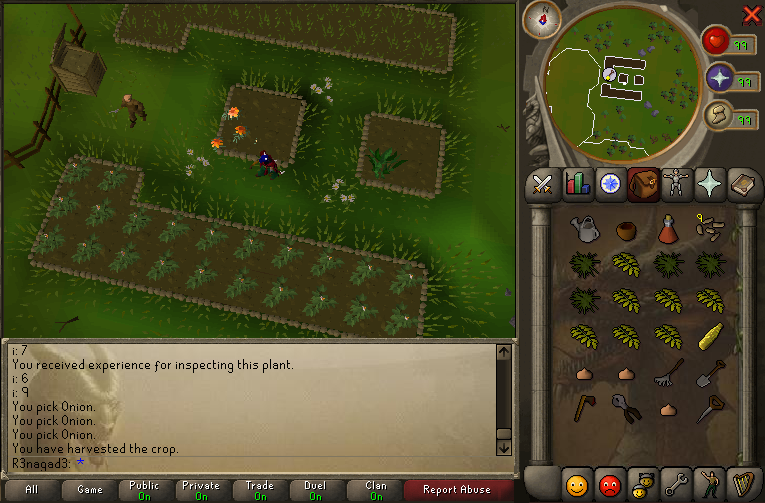 N
99
99
99
9
i: 7
You received experience for inspecting this plant.
i: 6
i: 9
You pick Onion.
You pick Onion.
You pick Onion.
You have harvested the crop.
R3naqad3: *
All
Game
Public
On
Private
On
Trade
On
Duel
On
Clan
On
Report Abuse